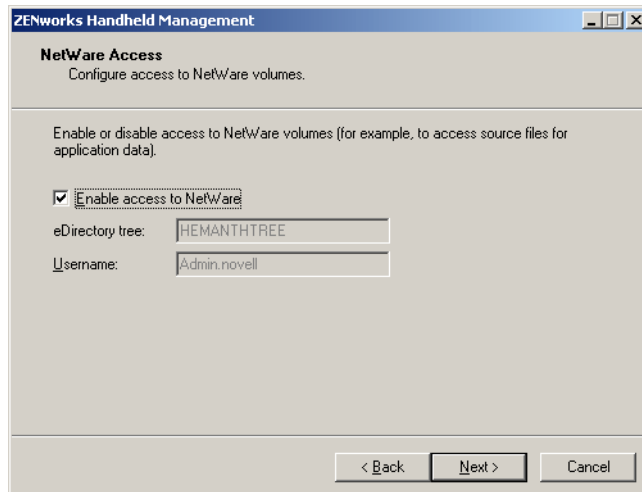 ZENworks Handheld Management
NetWare Access
Configure access to NetWare volumes.
Enable or disable access to NetWare volumes (for example, to access source files for
application data).
Enable access to NetWare
eDirectory tree: HEMANTHTREE
Username: Admin.novell
< Back Next > Cancel